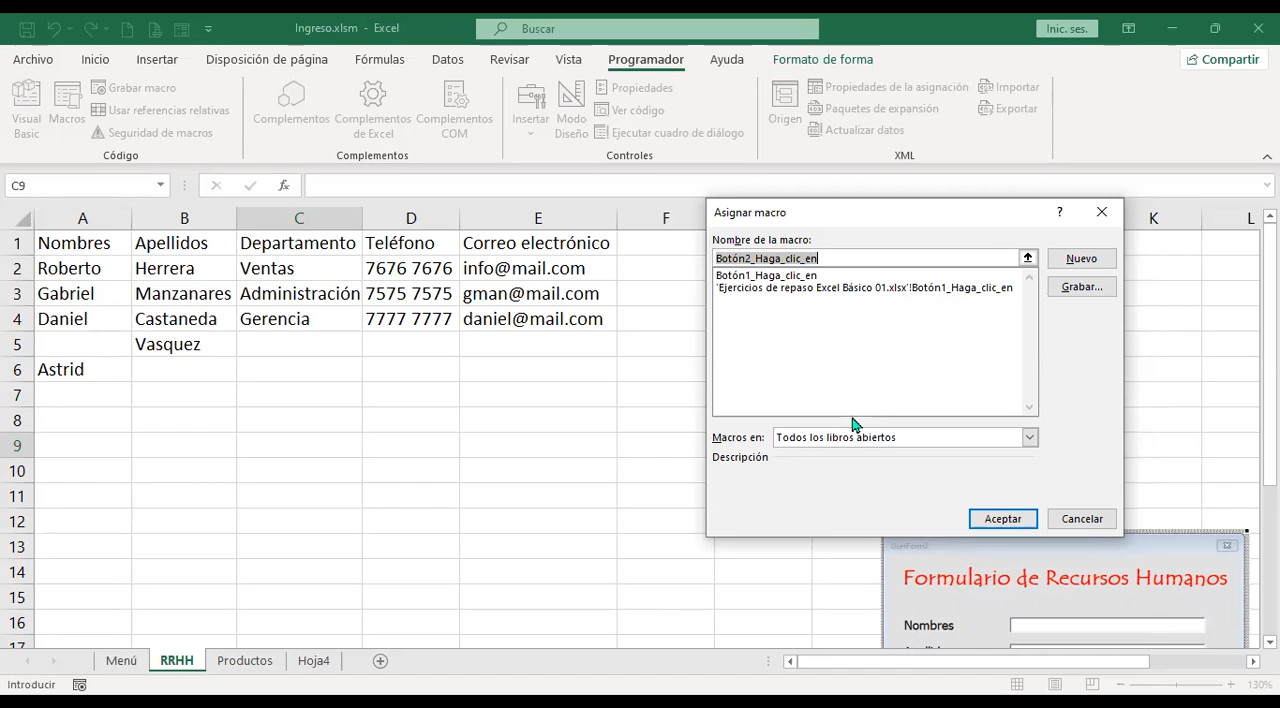 Ingreso.xlsm - Excel
Buscar
Inic. ses.
Archivo Inicio Insertar Disposición de página Fórmulas Datos Revisar Vista Programador Ayuda Formato de forma Compartir
Visual Basic
Macros
Grabar macro
Usar referencias relativas
Seguridad de macros
Código
Complementos
Complementos de Excel
Complementos COM
Complementos
Insertar
Modo Diseño
Propiedades
Ver código
Ejecutar cuadro de diálogo
Controles
Origen
Propiedades de la asignación
Paquetes de expansión
Actualizar datos
Importar
Exportar
XML
C9
fx
A B C D E F K L
1 Nombres Apellidos Departamento Teléfono Correo electrónico
2 Roberto Herrera Ventas 7676 7676 info@mail.com
3 Gabriel Manzanares Administración 7575 7575 gman@mail.com
4 Daniel Castaneda Gerencia 7777 7777 daniel@mail.com
5 Vasquez
6 Astrid
7
8
9
10
11
12
13
14
15
16
17
Asignar macro
?
Nombre de la macro:
Botón2_Haga_clic_en
Botón1_Haga_clic_en
'Ejercicios de repaso Excel Básico 01.xlsx'!Botón1_Haga_clic_en
Nuevo
Grabar...
Macros en: Todos los libros abiertos
Descripción
Aceptar Cancelar
Formulario de Recursos Humanos
Nombres
Menú RRHH Productos Hoja4
Introducir
130%